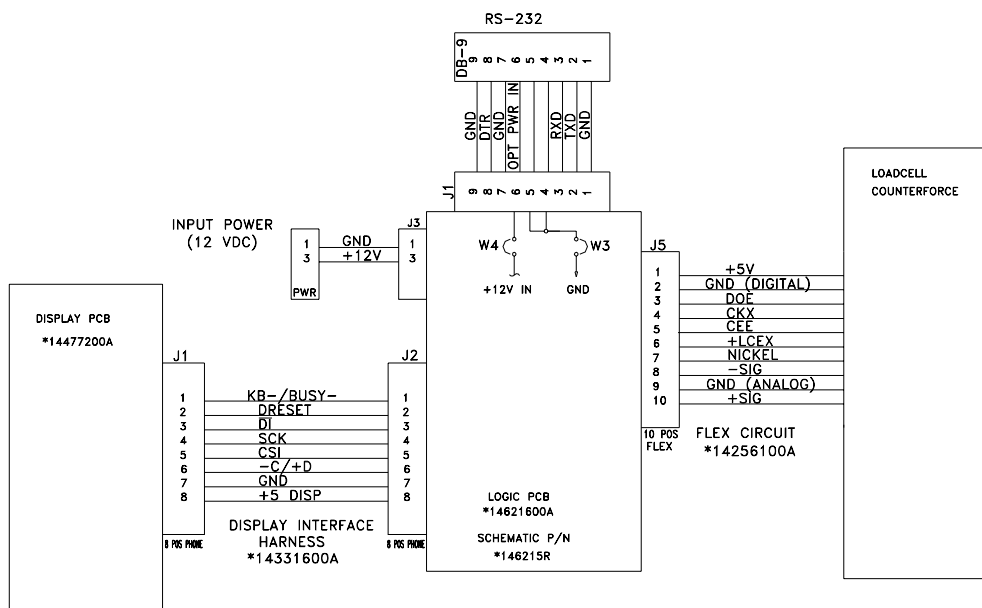 RS-232
DB-9
9 8 7 6 5 4 3 2 1
GND
DTR
GND
OPT PWR IN
RXD
TXD
GND
J1
9 8 7 6 5 4 3 2 1
INPUT POWER
(12 VDC)
1
3
PWR
GND
+12V
J3
1
3
W4
W3
+12V IN
GND
J5
1 +5V
2 GND (DIGITAL)
3 DOE
4 CKX
5 CEE
6 +LCEX
7 NICKEL
8 -SIG
9 GND (ANALOG)
10 +SIG
10 POS
FLEX
FLEX CIRCUIT
*14256100A
LOADCELL
COUNTERFORCE
DISPLAY PCB
*14477200A
J1
J2
1 KB-/BUSY- 1
2 DRESET 2
3 DI 3
4 SCK 4
5 CSI 5
6 -C/+D 6
7 GND 7
8 +5 DISP 8
8 POS PHONE
8 POS PHONE
DISPLAY INTERFACE
HARNESS
*14331600A
LOGIC PCB
*14621600A
SCHEMATIC P/N
*146215R